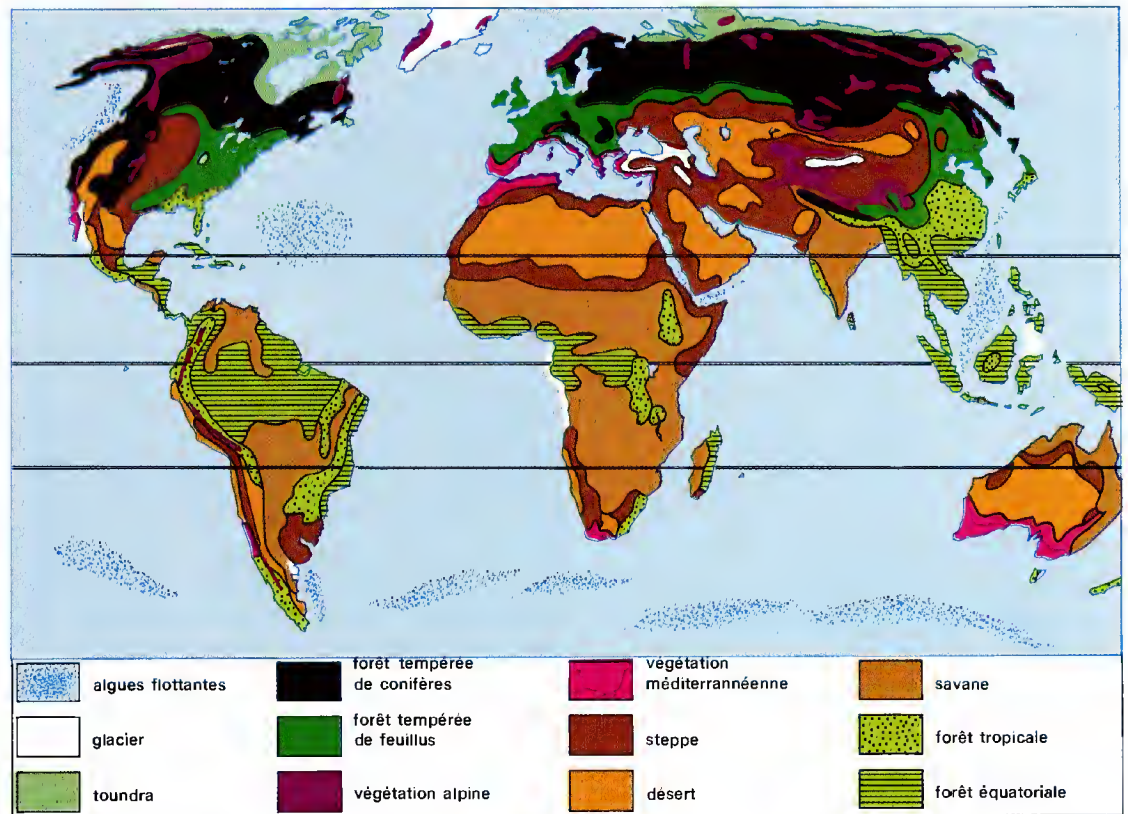 algues flottantes
glacier
toundra
forêt tempérée
de conifères
forêt tempérée
de feuillus
végétation alpine
végétation
méditerrannéenne
steppe
désert
savane
forêt tropicale
forêt équatoriale